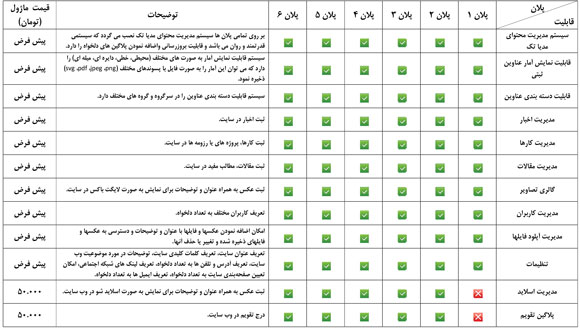 پلان
قابلیت
پلان ۱
پلان ۲
پلان ۳
پلان ۴
پلان ۵
پلان ۶
توضیحات
قیمت ماژول
(تومان)
سیستم مدیریت محتوای
مدیا تک
بر روی تمامی پلان ها سیستم مدیریت محتوای مدیا تک نصب می گردد که سیستمی
قدرتمند و روان می باشد و قابلیت بروزرسانی واضافه نمودن پلاگین های دلخواه را دارد.
پیش فرض
قابلیت نمایش آمار عناوین
ثبتی
سیستم قابلیت نمایش آمار به صورت های مختلف (محیطی، خطی، دایره ای، میله ای) را
دارد که می توان این آمار را به صورت فایل با پسوندهای مختلف (svg ،pdf ،jpeg ،png)
ذخیره نمود.
پیش فرض
قابلیت دسته بندی عناوین
سیستم قابلیت دسته بندی عناوین را در سرگروه و گروه های مختلف دارد.
پیش فرض
مدیریت اخبار
ثبت اخبار در سایت.
پیش فرض
مدیریت کارها
ثبت کارها، پروژه های یا رزومه ها در سایت.
پیش فرض
مدیریت مقالات
ثبت مقالات، مطالب مفید در سایت.
پیش فرض
گالری تصاویر
ثبت عکس به همراه عنوان و توضیحات برای نمایش به صورت لایکت باکس در سایت.
پیش فرض
مدیریت کاربران
تعریف کاربران مختلف به تعداد دلخواه.
پیش فرض
مدیریت آپلود فایلها
امکان اضافه نمودن عکسها و فایلها با عنوان و توضیحات و دسترسی به عکسها و
فایلهای ذخیره شده و تغییر یا حذف آنها.
پیش فرض
تنظیمات
تعریف عنوان سایت، تعریف کلمات کلیدی سایت، توضیحات در مورد موضوعیت وب
سایت، تعریف آدرس و تلفن ها به تعداد دلخواه، تعریف لینک های شبکه اجتماعی، امکان
تعیین صفحه‌بندی سایت به تعداد دلخواه، تعریف ایمیل ها به تعداد دلخواه.
پیش فرض
مدیریت اسلاید
ثبت عکس به همراه عنوان و توضیحات برای نمایش به صورت اسلاید شو در وب سایت.
۵۰.۰۰۰
پلاگین تقویم
درج تقویم در وب سایت.
۵۰.۰۰۰